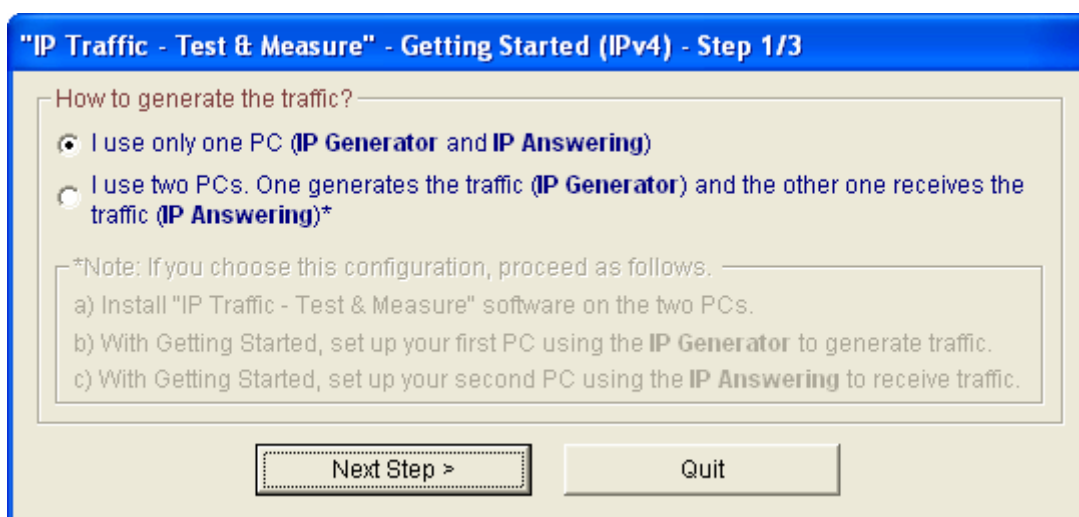 "IP Traffic - Test & Measure" - Getting Started (IPv4) - Step 1/3
How to generate the traffic?
I use only one PC (IP Generator and IP Answering)
I use two PCs. One generates the traffic (IP Generator) and the other one receives the
traffic (IP Answering)*
*Note: If you choose this configuration, proceed as follows.
a) Install "IP Traffic - Test & Measure" software on the two PCs.
b) With Getting Started, set up your first PC using the IP Generator to generate traffic.
c) With Getting Started, set up your second PC using the IP Answering to receive traffic.
Next Step >
Quit